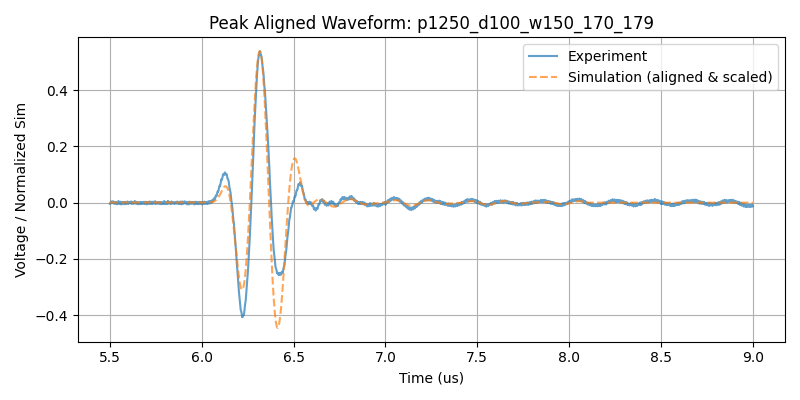 Peak Aligned Waveform: p1250_d100_w150_170_179
Experiment
Simulation (aligned & scaled)
Voltage / Normalized Sim
0.4
0.2
0.0
−0.2
−0.4
5.5 6.0 6.5 7.0 7.5 8.0 8.5 9.0
Time (us)